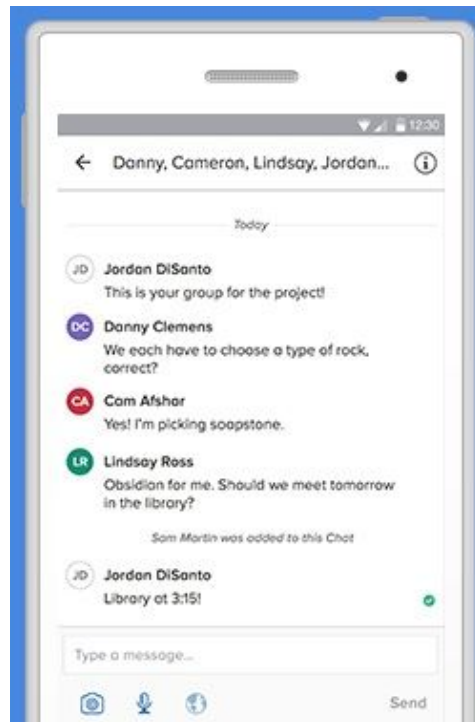 12:30
Danny, Cameron, Lindsay, Jordan...
Today
JD
Jordan DiSanto
This is your group for the project!
DC
Danny Clemens
We each have to choose a type of rock,
correct?
CA
Cam Afshar
Yes! I'm picking soapstone.
LR
Lindsay Ross
Obsidian for me. Should we meet tomorrow
in the library?
Sam Martin was added to this Chat
JD
Jordan DiSanto
Library at 3:15!
Type a message...
Send